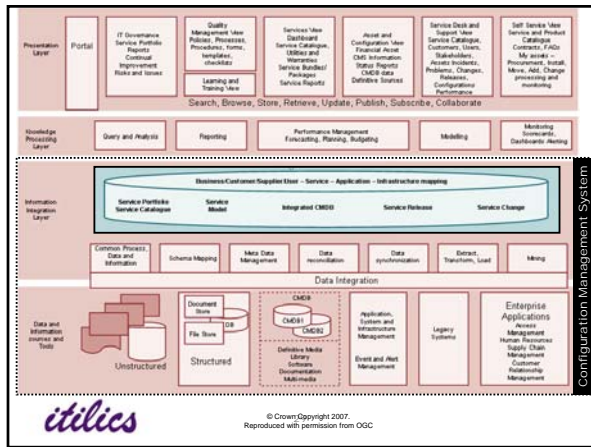 Presentation
Layer
Portal
IT Governance
Service Portfolio
Reports
Continual
Improvement
Risks and Issues
Quality
Management View
Policies, Processes,
Procedures, forms,
templates,
checklists
Learning and
Training View
Services View
Dashboard
Service Catalogue,
Utilities and
Warranties
Service Bundles/
Packages
Service Reports
Asset and
Configuration View
Financial Asset
CMS Information
Status Reports
CMDB data
Definitive Sources
Service Desk and
Support View
Service Catalogue,
Customers, Users,
Stakeholders,
Assets Incidents,
Problems, Changes,
Releases,
Configurations
Performance
Self Service View
Service and Product
Catalogue
Contracts, FAQs
My assets –
Procurement, Install,
Move, Add, Change
processing and
monitoring
Search, Browse, Store, Retrieve, Update, Publish, Subscribe, Collaborate
Knowledge
Processing
Layer
Query and Analysis
Reporting
Performance Management
Forecasting, Planning, Budgeting
Modelling
Monitoring
Scorecards,
Dashboards Alerting
Information
Integration
Layer
Business/Customer/Supplier/User – Service – Application – Infrastructure mapping
Service Portfolio
Service Catalogue
Service
Model
Integrated CMDB
Service Release
Service Change
Common Process,
Data and
Information
Schema Mapping
Meta Data
Management
Data
reconciliation
Data
synchronization
Extract,
Transform, Load
Mining
Data Integration
Data and
Information
sources and
Tools
Unstructured
Document
Store
File Store
Structured
CMDB
CMDB1
CMDB2
Definitive Media
Library
Software
Documentation
Multi-media
Application,
System and
Infrastructure
Management
Event and Alert
Management
Legacy
Systems
Enterprise
Applications
Access
Management
Human Resources
Supply Chain
Management
Customer
Relationship
Management
Configuration Management System
itilics
© Crown Copyright 2007.
Reproduced with permission from OGC